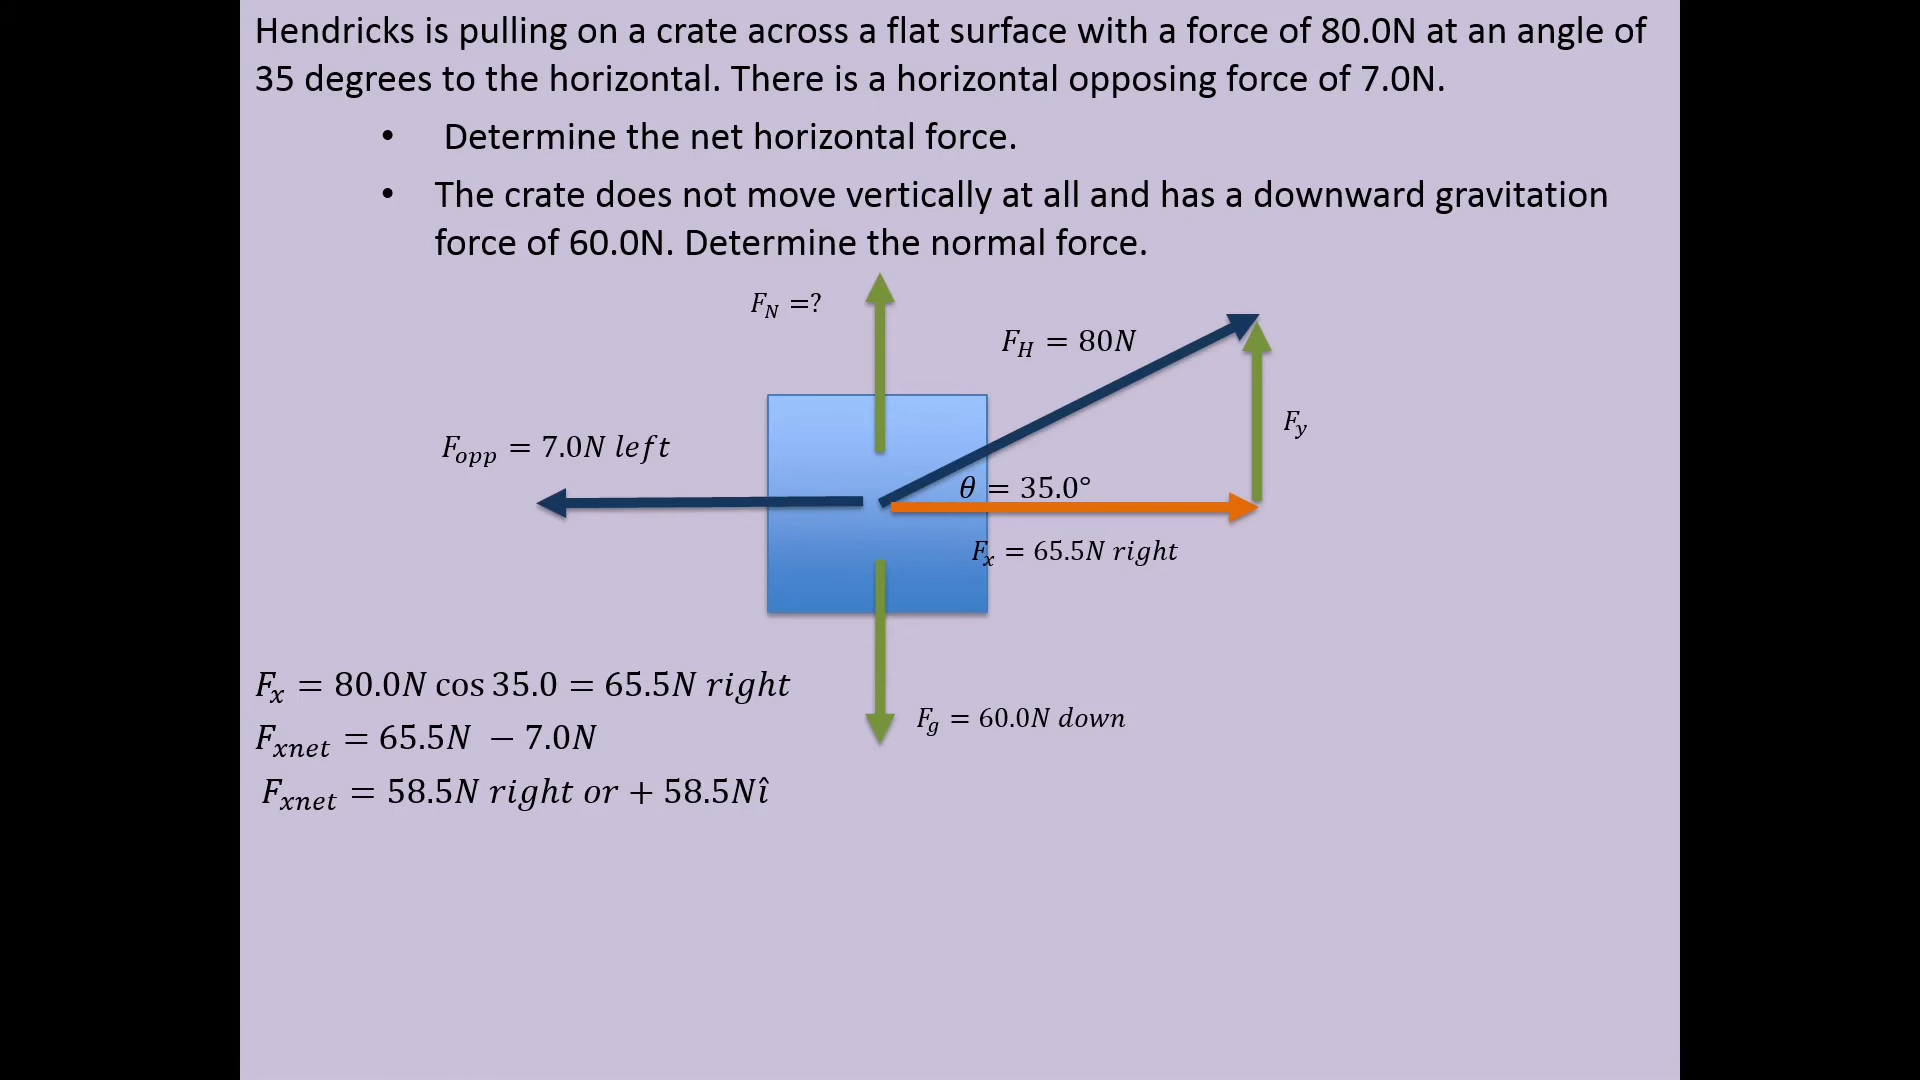 Hendricks is pulling on a crate across a flat surface with a force of 80.0N at an angle of
35 degrees to the horizontal. There is a horizontal opposing force of 7.0N.
• Determine the net horizontal force.
• The crate does not move vertically at all and has a downward gravitation
force of 60.0N. Determine the normal force.
F_N =?
F_H = 80N
F_y
F_opp = 7.0N left
θ = 35.0°
F_x = 65.5N right
F_x = 80.0N cos 35.0 = 65.5N right
F_g = 60.0N down
F_xnet = 65.5N − 7.0N
F_xnet = 58.5N right or + 58.5Nî